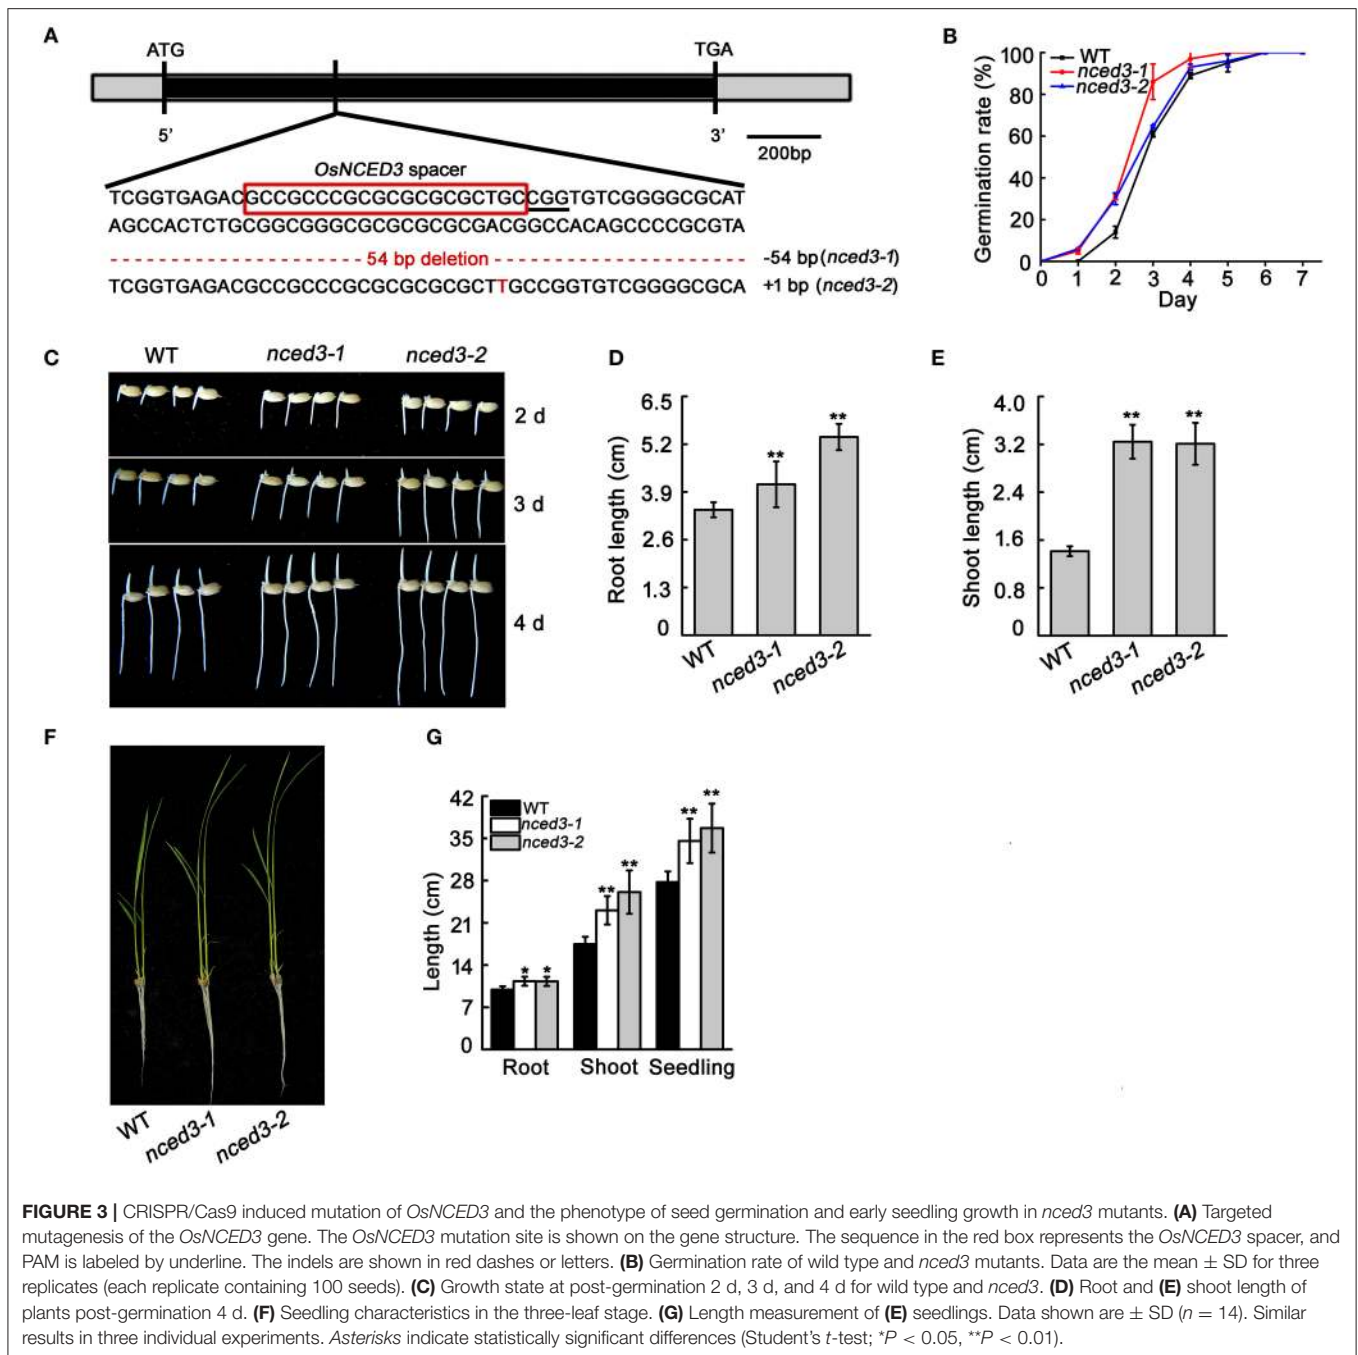 A
ATG
TGA
5’
3’
200bp
OsNCED3 spacer
TCGGTGAGACGCCGCCCGCGCGCGCGCTGCCGGTGTCGGGGCGCAT
AGCCACTCTGCGGCGGGCGCGCGCGCGACGGCCACAGCCCCGCGTA
54 bp deletion
-54 bp(nced3-1)
TCGGTGAGACGCCGCCCGCGCGCGCGCTTGCCGGTGTCGGGGCGCA
+1 bp (nced3-2)
B
Germination rate (%)
100
80
60
40
20
0
0 1 2 3 4 5 6 7
Day
WT
nced3-1
nced3-2
C
WT nced3-1 nced3-2
2 d
3 d
4 d
D
Root length (cm)
6.5
5.2
3.9
2.6
1.3
0
** **
WT nced3-1 nced3-2
E
Shoot length (cm)
4.0
3.2
2.4
1.6
0.8
0
** **
WT nced3-1 nced3-2
F
WT nced3-1 nced3-2
G
Length (cm)
42
35
28
21
14
7
0
WT
nced3-1
nced3-2
* * ** ** ** **
Root Shoot Seedling
FIGURE 3 | CRISPR/Cas9 induced mutation of OsNCED3 and the phenotype of seed germination and early seedling growth in nced3 mutants. (A) Targeted
mutagenesis of the OsNCED3 gene. The OsNCED3 mutation site is shown on the gene structure. The sequence in the red box represents the OsNCED3 spacer, and
PAM is labeled by underline. The indels are shown in red dashes or letters. (B) Germination rate of wild type and nced3 mutants. Data are the mean ± SD for three
replicates (each replicate containing 100 seeds). (C) Growth state at post-germination 2 d, 3 d, and 4 d for wild type and nced3. (D) Root and (E) shoot length of
plants post-germination 4 d. (F) Seedling characteristics in the three-leaf stage. (G) Length measurement of (E) seedlings. Data shown are ± SD (n = 14). Similar
results in three individual experiments. Asterisks indicate statistically significant differences (Student’s t-test; *P < 0.05, **P < 0.01).